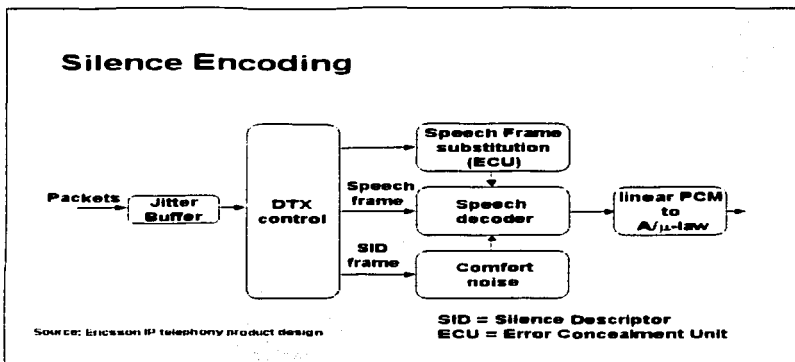 Silence Encoding
Speech Frame
substitution
(ECU)
Packets
Jitter
Buffer
DTX
control
Speech
frame
Speech
decoder
linear PCM
to
A/μ-law
SID
frame
Comfort
noise
SID = Silence Descriptor
ECU = Error Concealment Unit
Source: Ericsson IP telephony product design